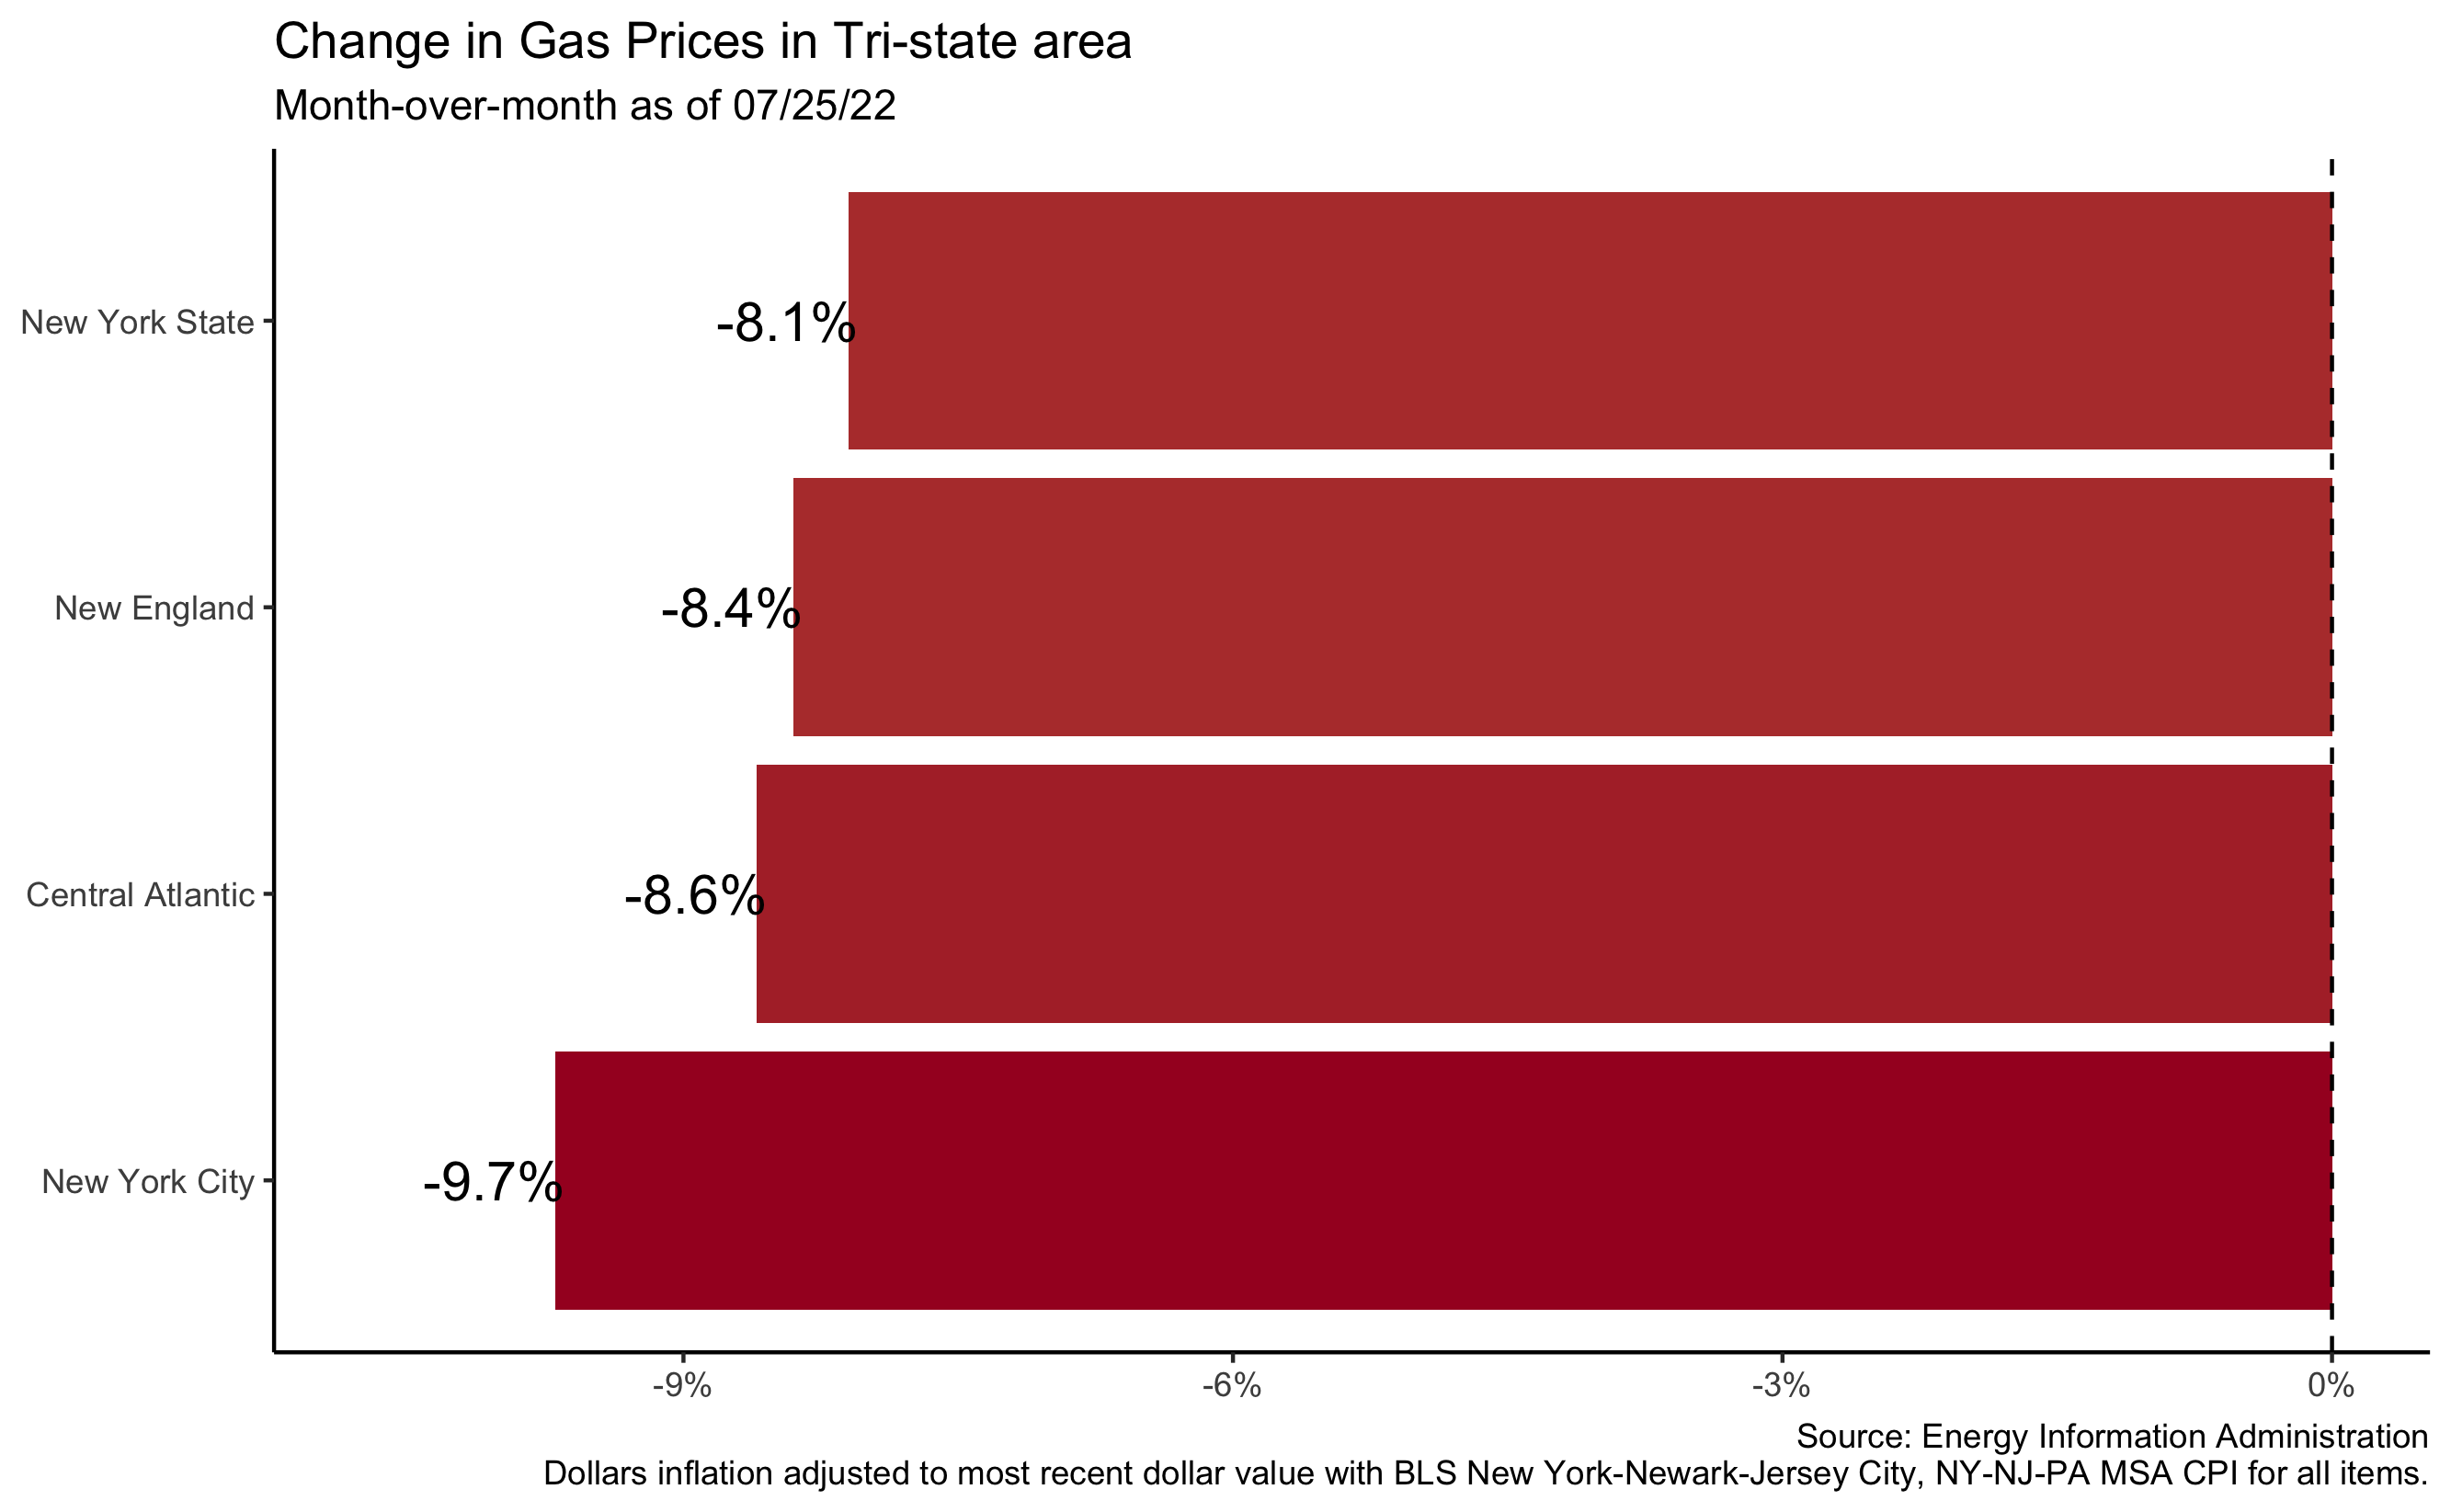 Change in Gas Prices in Tri-state area
Month-over-month as of 07/25/22
New York State
-8.1%
New England
-8.4%
Central Atlantic
-8.6%
New York City
-9.7%
-9%
-6%
-3%
0%
Source: Energy Information Administration
Dollars inflation adjusted to most recent dollar value with BLS New York-Newark-Jersey City, NY-NJ-PA MSA CPI for all items.